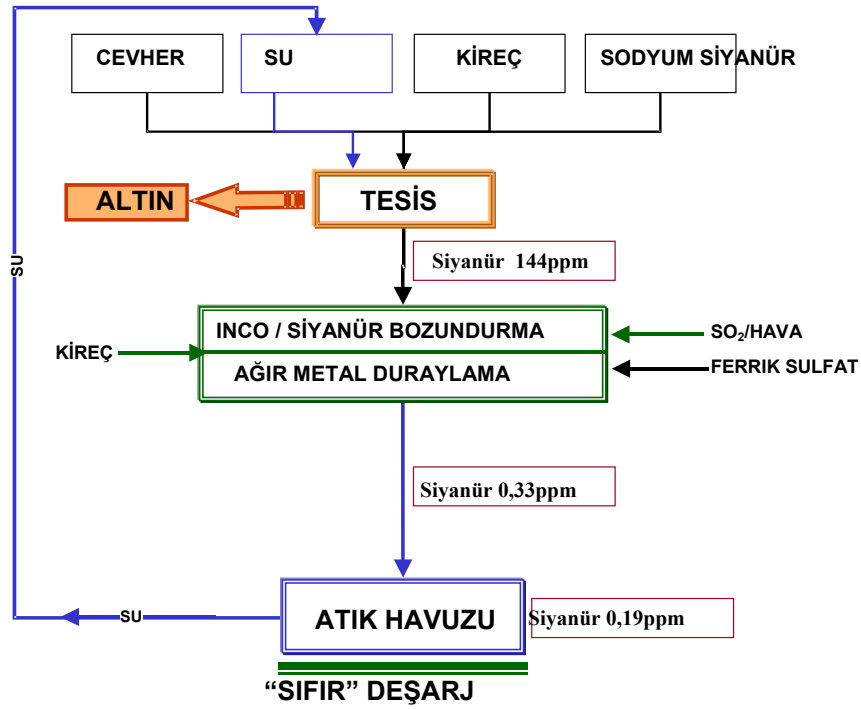 CEVHER
SU
KİREÇ
SODYUM SİYANÜR
ALTIN
TESİS
SU
Siyanür 144ppm
INCO / SİYANÜR BOZUNDURMA
SO₂/HAVA
KİREÇ
AĞIR METAL DURAYLAMA
FERRIK SULFAT
Siyanür 0,33ppm
SU
ATIK HAVUZU
Siyanür 0,19ppm
“SIFIR” DEŞARJ